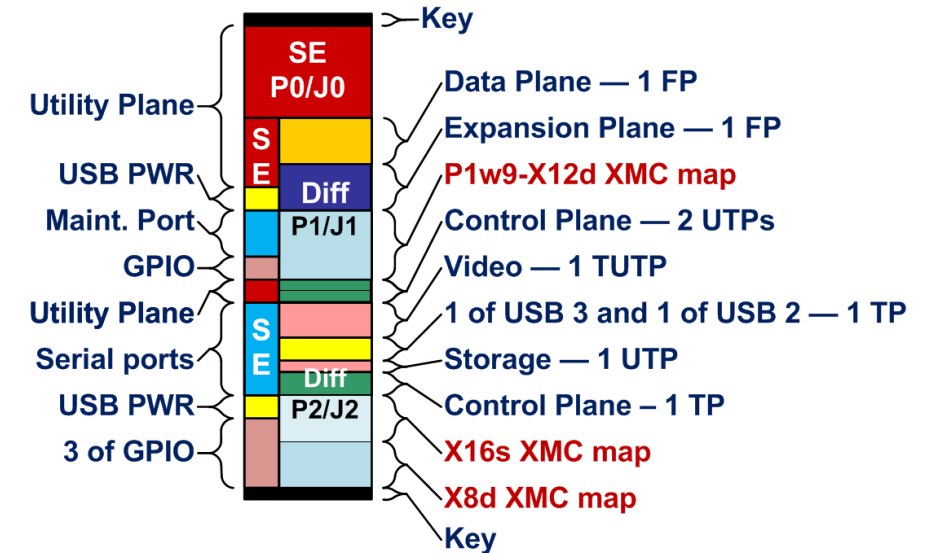 Key
SE
P0/J0
Utility Plane
Data Plane — 1 FP
S
E
Expansion Plane — 1 FP
USB PWR
P1w9-X12d XMC map
Diff
P1/J1
Maint. Port
Control Plane — 2 UTPs
GPIO
Video — 1 TUTP
Utility Plane
1 of USB 3 and 1 of USB 2 — 1 TP
S
E
Serial ports
Storage — 1 UTP
Diff
USB PWR
P2/J2
Control Plane – 1 TP
3 of GPIO
X16s XMC map
X8d XMC map
Key